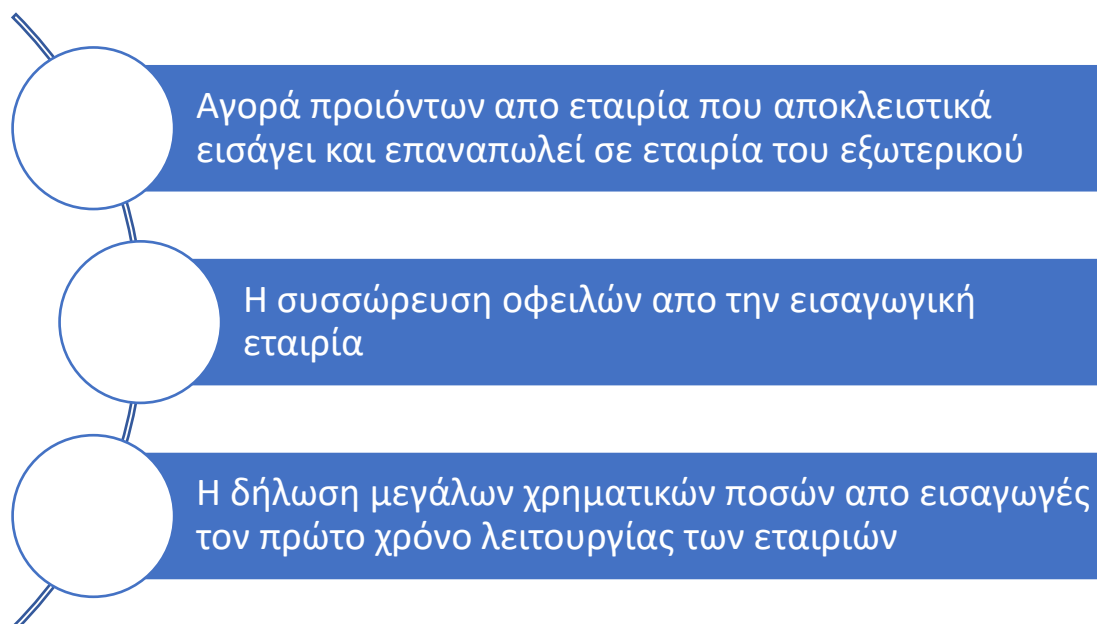 Αγορά προιόντων απο εταιρία που αποκλειστικά
εισάγει και επαναπωλεί σε εταιρία του εξωτερικού
Η συσσώρευση οφειλών απο την εισαγωγική
εταιρία
Η δήλωση μεγάλων χρηματικών ποσών απο εισαγωγές
τον πρώτο χρόνο λειτουργίας των εταιριών